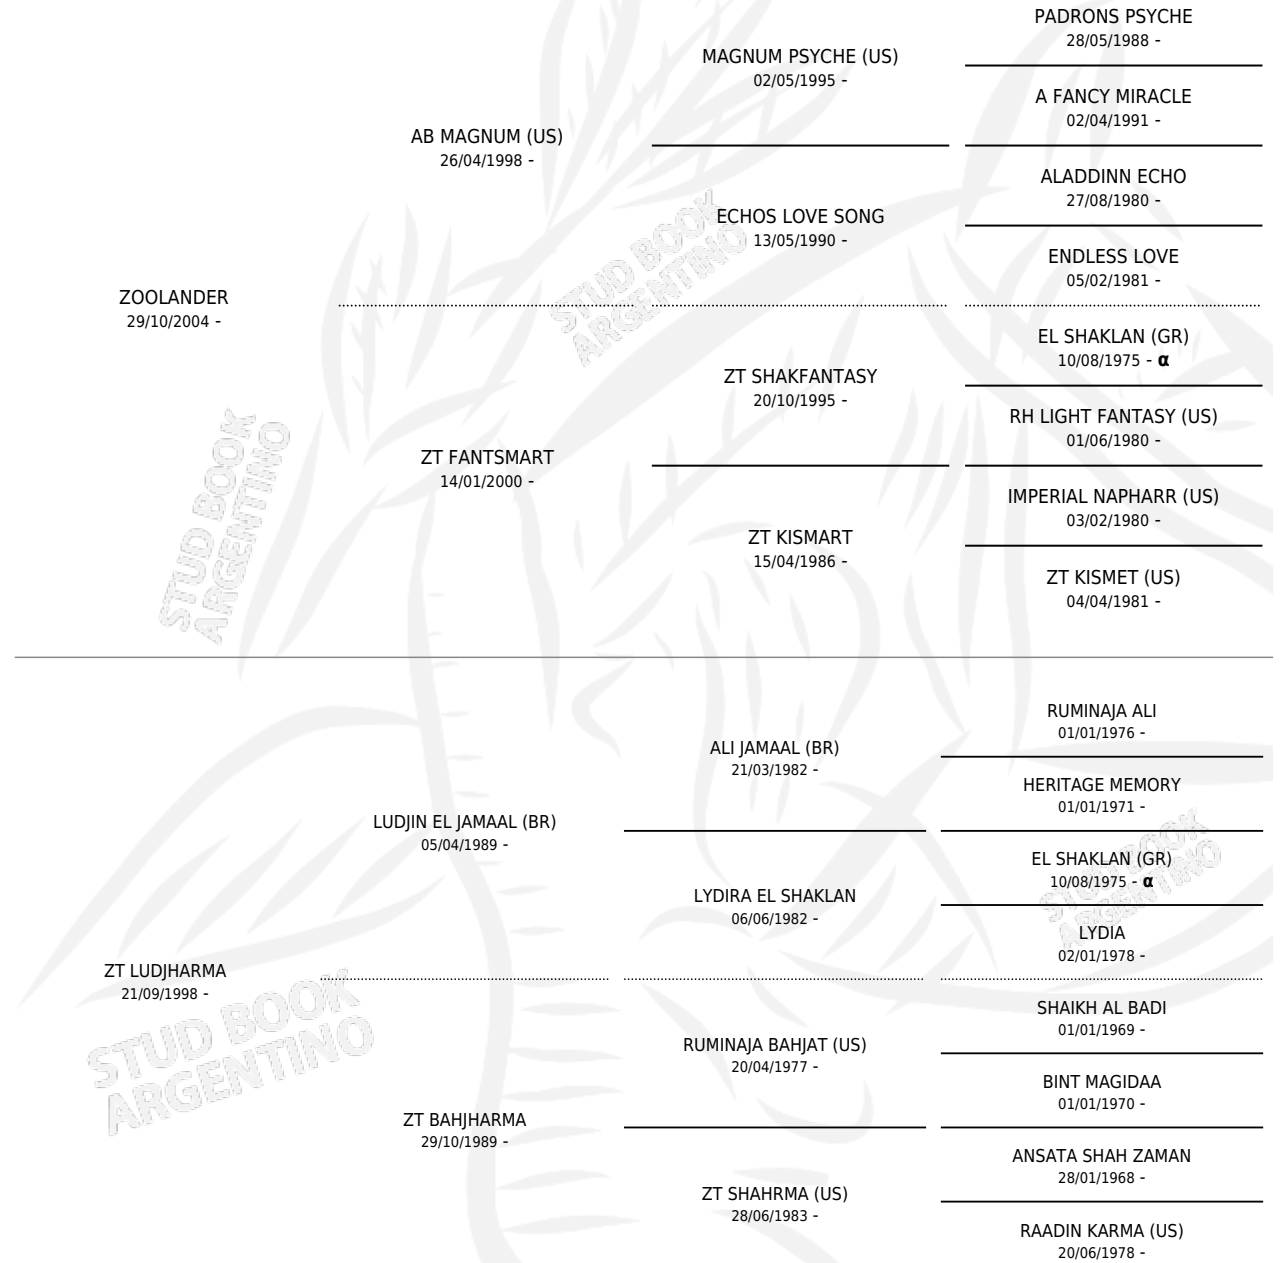 PADRONS PSYCHE
28/05/1988 -
MAGNUM PSYCHE (US)
02/05/1995 -
A FANCY MIRACLE
02/04/1991 -
AB MAGNUM (US)
26/04/1998 -
ALADDINN ECHO
27/08/1980 -
ECHOS LOVE SONG
13/05/1990 -
ENDLESS LOVE
05/02/1981 -
ZOOLANDER
29/10/2004 -
STUD BOOK
ARGENTINO
EL SHAKLAN (GR)
10/08/1975 - α
ZT SHAKFANTASY
20/10/1995 -
RH LIGHT FANTASY (US)
01/06/1980 -
ZT FANTSMART
14/01/2000 -
IMPERIAL NAPHARR (US)
03/02/1980 -
ZT KISMART
15/04/1986 -
ZT KISMET (US)
04/04/1981 -
STUD BOOK
ARGENTINO
RUMINAJA ALI
01/01/1976 -
ALI JAMAAL (BR)
21/03/1982 -
HERITAGE MEMORY
01/01/1971 -
LUDJIN EL JAMAAL (BR)
05/04/1989 -
EL SHAKLAN (GR)
10/08/1975 - α
LYDIRA EL SHAKLAN
06/06/1982 -
LYDIA
02/01/1978 -
STUD BOOK
ARGENTINO
ZT LUDJHARMA
21/09/1998 -
STUD BOOK
ARGENTINO
SHAIKH AL BADI
01/01/1969 -
RUMINAJA BAHJAT (US)
20/04/1977 -
BINT MAGIDAA
01/01/1970 -
ZT BAHJHARMA
29/10/1989 -
ANSATA SHAH ZAMAN
28/01/1968 -
ZT SHAHRMA (US)
28/06/1983 -
RAADIN KARMA (US)
20/06/1978 -